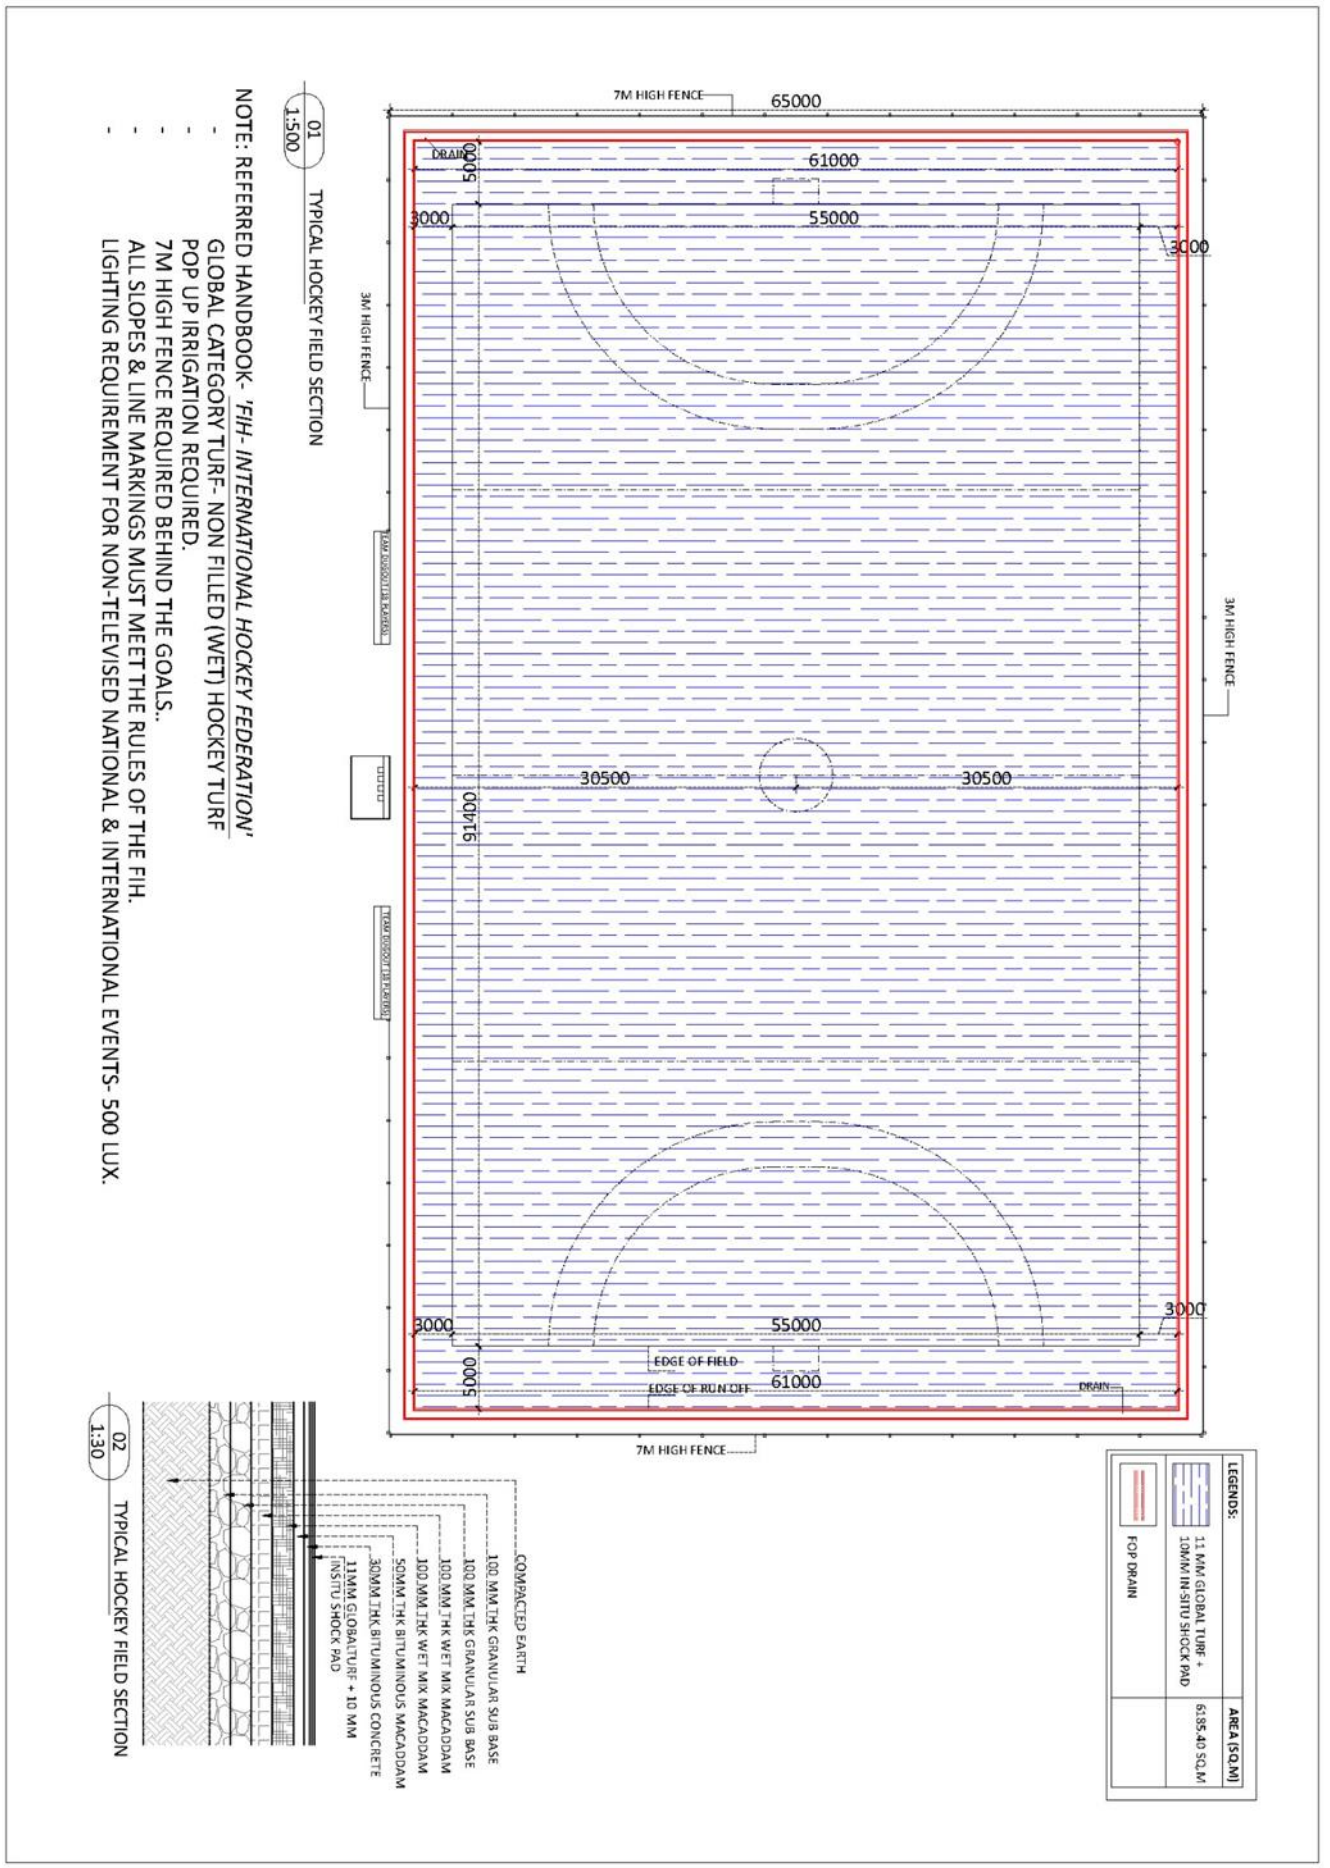 7M HIGH FENCE
65000
DRAIN
5000
61000
3000
55000
3000
3M HIGH FENCE
3M HIGH FENCE
TEAM DUGOUT (18 PLAYERS)
30500
30500
91400
TEAM DUGOUT (18 PLAYERS)
3000
55000
3000
5000
EDGE OF FIELD
EDGE OF RUN OFF
61000
DRAIN
7M HIGH FENCE
01
1:500
TYPICAL HOCKEY FIELD SECTION
NOTE: REFERRED HANDBOOK- 'FIH- INTERNATIONAL HOCKEY FEDERATION'
- GLOBAL CATEGORY TURF- NON FILLED (WET) HOCKEY TURF
- POP UP IRRIGATION REQUIRED.
- 7M HIGH FENCE REQUIRED BEHIND THE GOALS..
- ALL SLOPES & LINE MARKINGS MUST MEET THE RULES OF THE FIH.
- LIGHTING REQUIREMENT FOR NON-TELEVISED NATIONAL & INTERNATIONAL EVENTS- 500 LUX.
LEGENDS:
AREA (SQ.M)
11 MM GLOBAL TURF +
10MM IN-SITU SHOCK PAD
6185.40 SQ.M
FOP DRAIN
COMPACTED EARTH
100 MM THK GRANULAR SUB BASE
100 MM THK GRANULAR SUB BASE
100 MM THK WET MIX MACADDAM
100 MM THK WET MIX MACADDAM
50MM THK BITUMINOUS MACADDAM
30MM THK BITUMINOUS CONCRETE
11MM GLOBALTURF + 10 MM
INSITU SHOCK PAD
02
1:30
TYPICAL HOCKEY FIELD SECTION